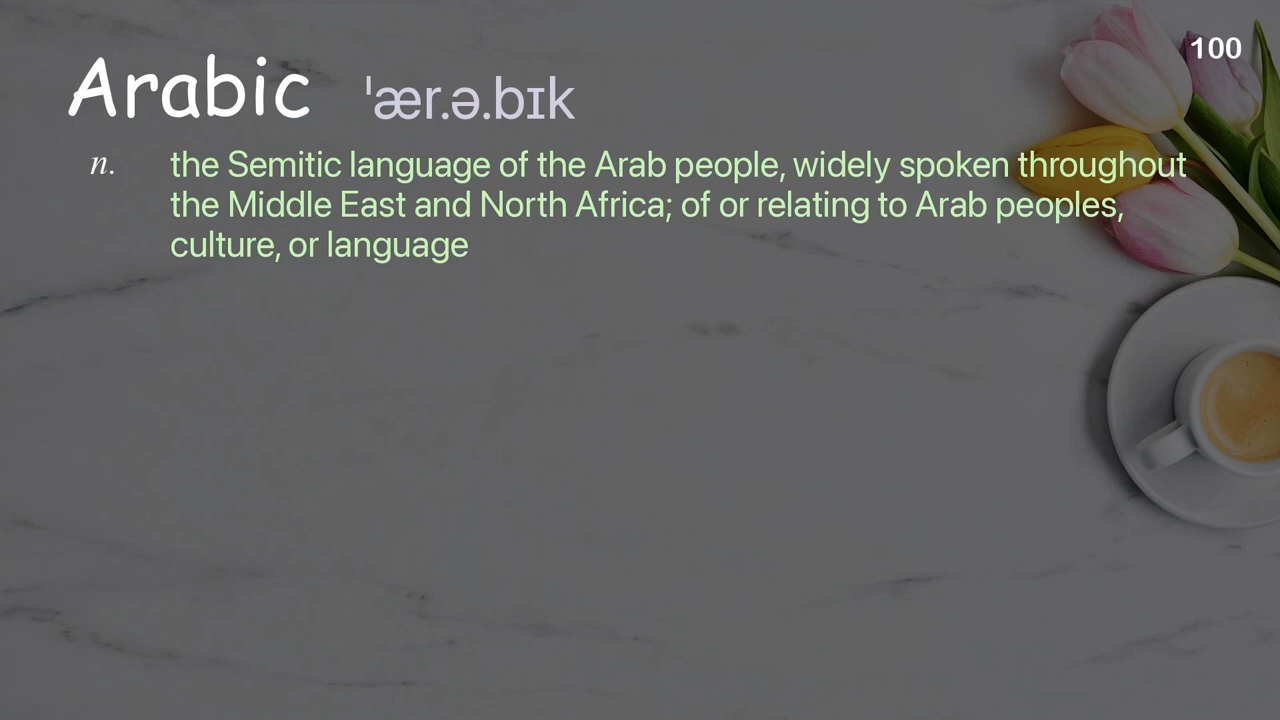 100
Arabic ˈær.ə.bɪk
n. the Semitic language of the Arab people, widely spoken throughout
the Middle East and North Africa; of or relating to Arab peoples,
culture, or language